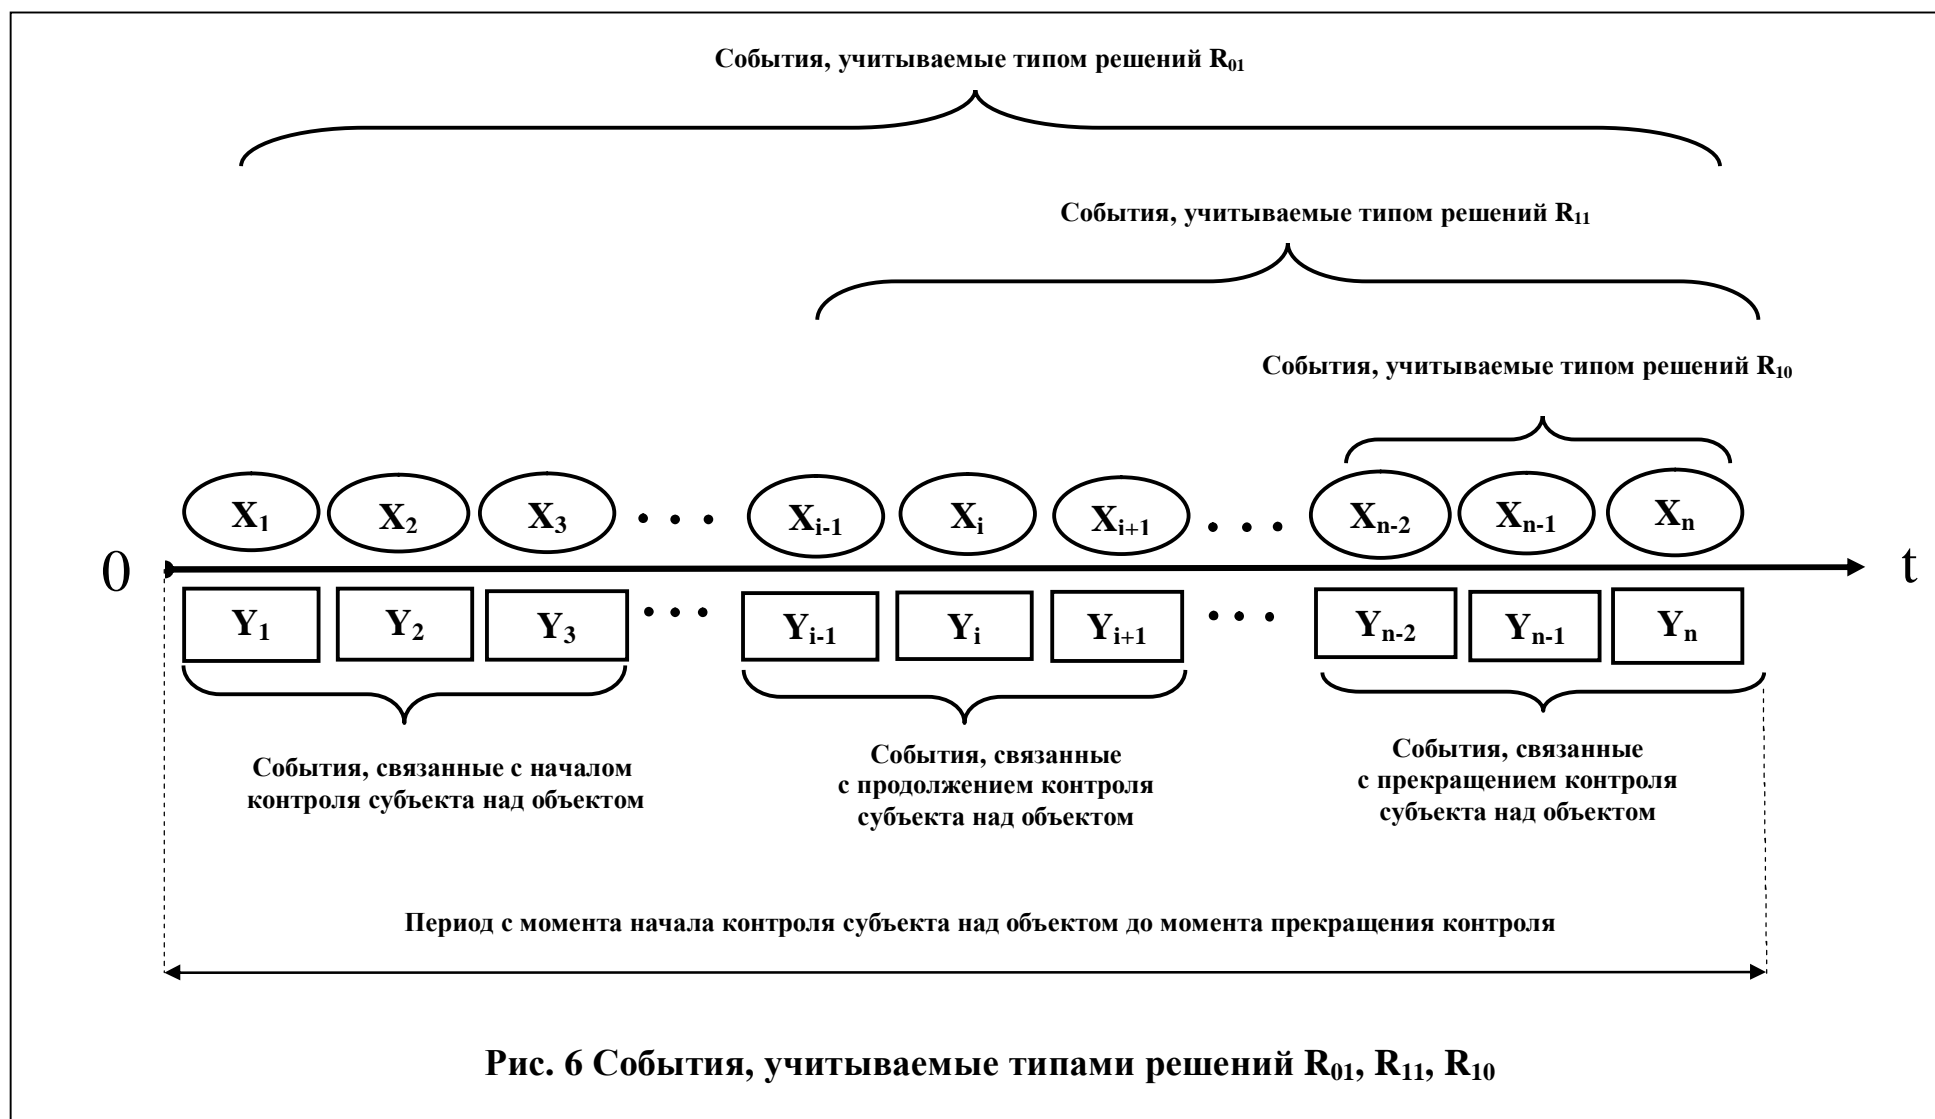 События, учитываемые типом решений R₀₁
События, учитываемые типом решений R₁₁
События, учитываемые типом решений R₁₀
X₁ X₂ X₃ • • • Xᵢ₋₁ Xᵢ Xᵢ₊₁ • • • Xₙ₋₂ Xₙ₋₁ Xₙ
0 t
Y₁ Y₂ Y₃ • • • Yᵢ₋₁ Yᵢ Yᵢ₊₁ • • • Yₙ₋₂ Yₙ₋₁ Yₙ
События, связанные с началом
контроля субъекта над объектом
События, связанные
с продолжением контроля
субъекта над объектом
События, связанные
с прекращением контроля
субъекта над объектом
Период с момента начала контроля субъекта над объектом до момента прекращения контроля
Рис. 6 События, учитываемые типами решений R₀₁, R₁₁, R₁₀